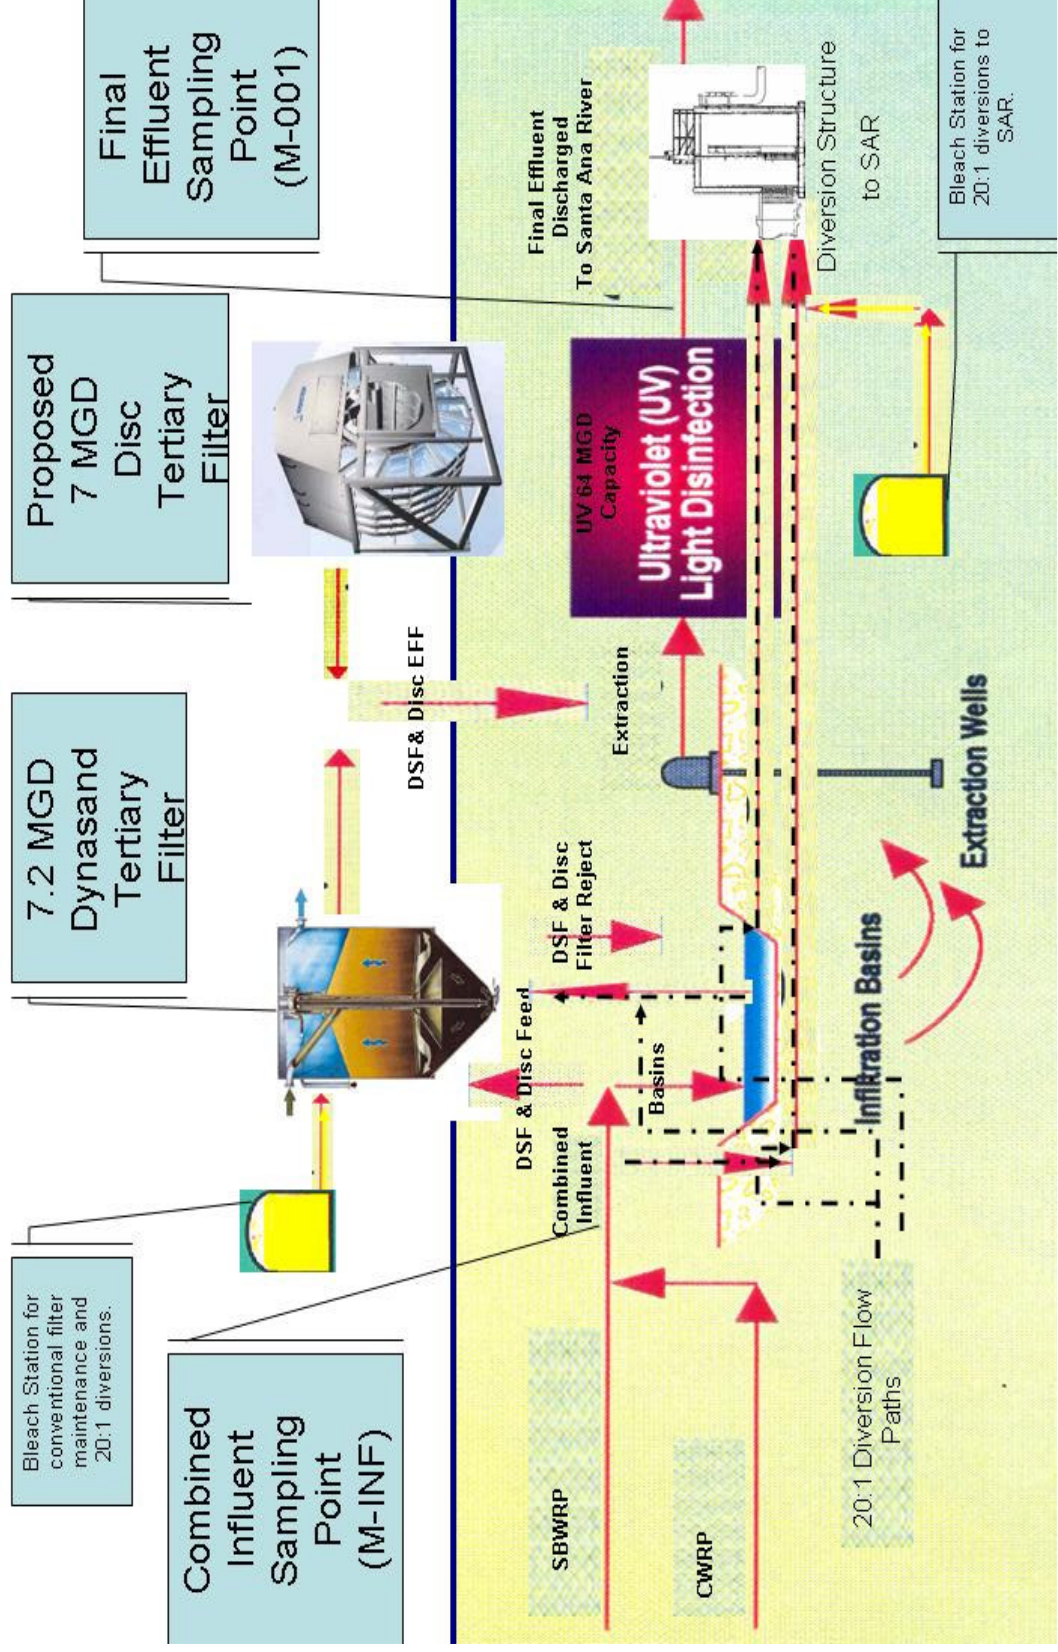 Bleach Station for
conventional filter
maintenance and
20:1 diversions.
7.2 MGD
Dynasand
Tertiary
Filter
Proposed
7 MGD
Disc
Tertiary
Filter
Final
Effluent
Sampling
Point
(M-001)
Combined
Influent
Sampling
Point
(M-INF)
DSF& Disc EFF
DSF & Disc Feed
DSF & Disc
Filter Reject
Combined
Influent
Basins
Extraction
SBWRP
CWRP
UV 64 MGD
Capacity
Ultraviolet (UV)
Light Disinfection
Final Effluent
Discharged
To Santa Ana River
Diversion Structure
to SAR
20:1 Diversion Flow
Paths
Infiltration Basins
Extraction Wells
Bleach Station for
20:1 diversions to
SAR.